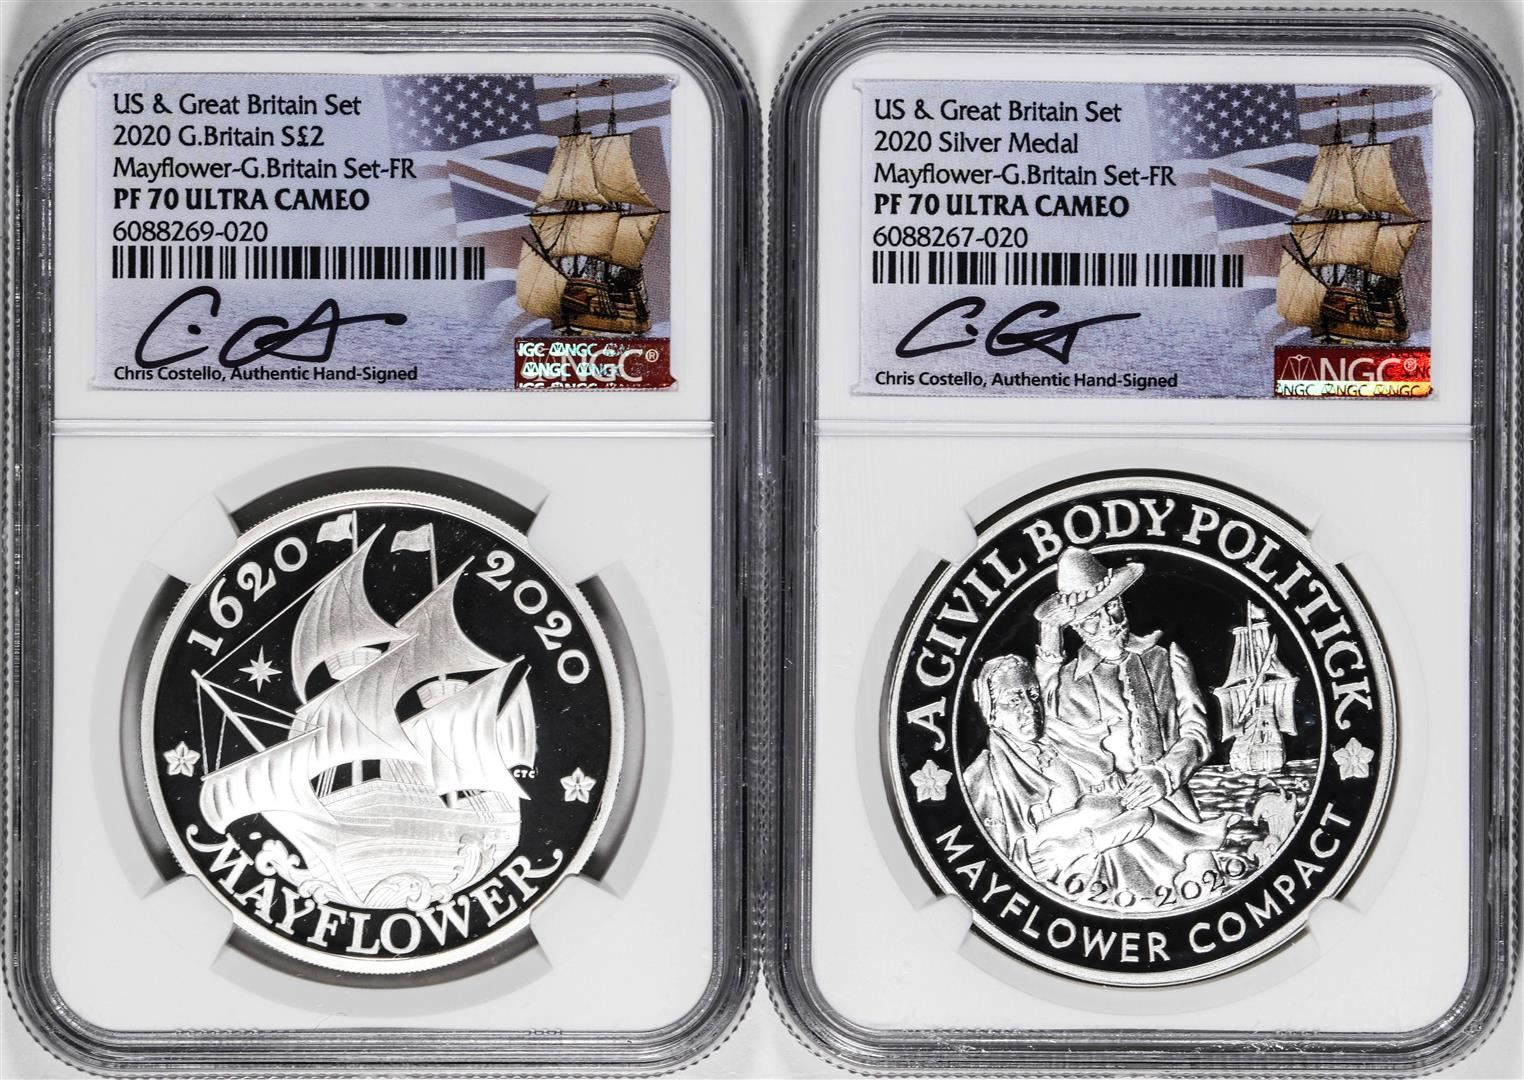 US & Great Britain Set
2020 G.Britain S£2
Mayflower-G.Britain Set-FR
PF 70 ULTRA CAMEO
6088269-020
Chris Costello, Authentic Hand-Signed
NGC®
1620
2020
CTC
MAYFLOWER
US & Great Britain Set
2020 Silver Medal
Mayflower-G.Britain Set-FR
PF 70 ULTRA CAMEO
6088267-020
Chris Costello, Authentic Hand-Signed
NGC®
A CIVIL BODY POLITICK
1620-2020
MAYFLOWER COMPACT